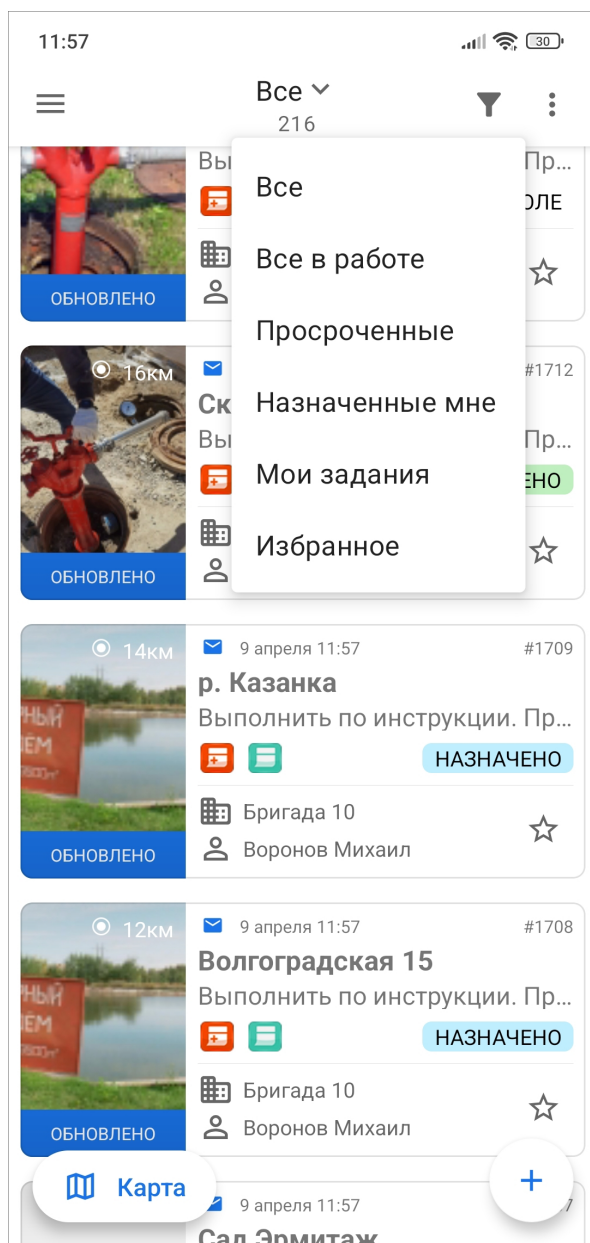 11:57
30
Все
216
Вы
Пр...
Все
Все в работе
ОБНОВЛЕНО
Просроченные
16км
#1712
Ск
Назначенные мне
Вы
Пр...
Мои задания
Избранное
ОБНОВЛЕНО
14км
9 апреля 11:57
#1709
р. Казанка
Выполнить по инструкции. Пр...
НАЗНАЧЕНО
Бригада 10
ОБНОВЛЕНО
Воронов Михаил
12км
9 апреля 11:57
#1708
Волгоградская 15
Выполнить по инструкции. Пр...
НАЗНАЧЕНО
Бригада 10
ОБНОВЛЕНО
Воронов Михаил
Карта
9 апреля 11:57
7
Сад Эрмитаж